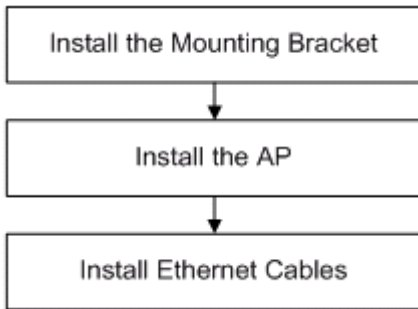 Install the Mounting Bracket
Install the AP
Install Ethernet Cables